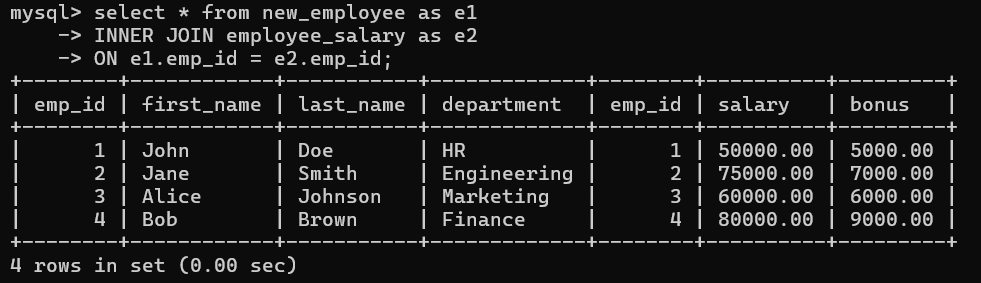 mysql> select * from new_employee as e1
    -> INNER JOIN employee_salary as e2
    -> ON e1.emp_id = e2.emp_id;
+--------+------------+-----------+-------------+--------+----------+---------+
| emp_id | first_name | last_name | department  | emp_id | salary   | bonus   |
+--------+------------+-----------+-------------+--------+----------+---------+
|      1 | John       | Doe       | HR          |      1 | 50000.00 | 5000.00 |
|      2 | Jane       | Smith     | Engineering |      2 | 75000.00 | 7000.00 |
|      3 | Alice      | Johnson   | Marketing   |      3 | 60000.00 | 6000.00 |
|      4 | Bob        | Brown     | Finance     |      4 | 80000.00 | 9000.00 |
+--------+------------+-----------+-------------+--------+----------+---------+
4 rows in set (0.00 sec)